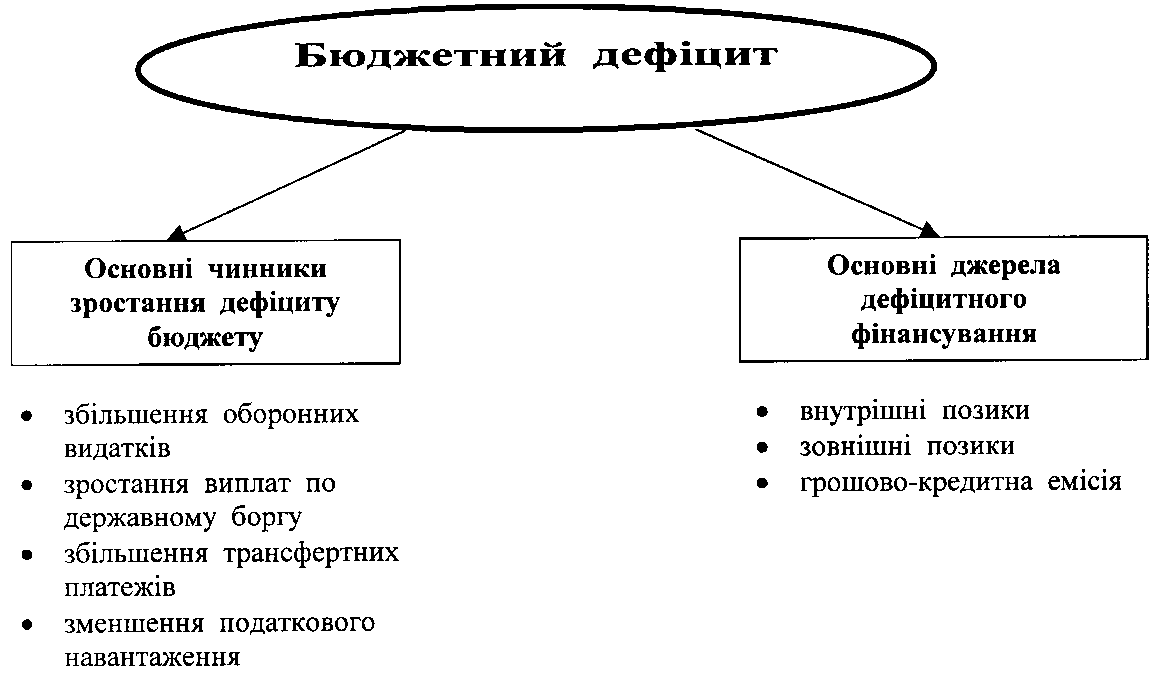 Бюджетний дефіцит
Основні чинники
зростання дефіциту
бюджету
• збільшення оборонних
видатків
• зростання виплат по
державному боргу
• збільшення трансфертних
платежів
• зменшення податкового
навантаження
Основні джерела
дефіцитного
фінансування
• внутрішні позики
• зовнішні позики
• грошово-кредитна емісія